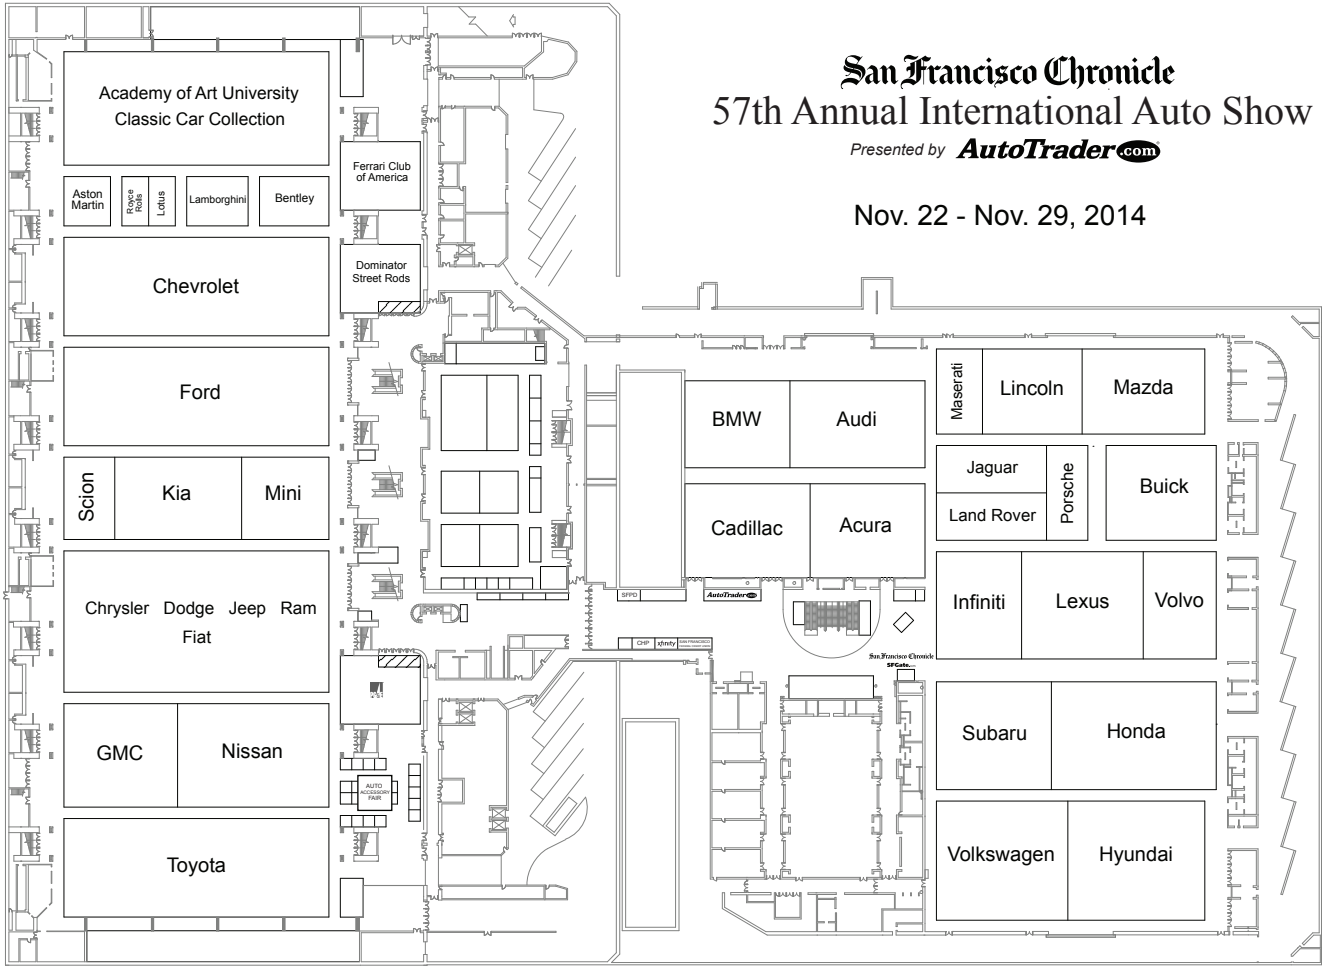 San Francisco Chronicle
57th Annual International Auto Show
Presented by AutoTrader.com
Nov. 22 - Nov. 29, 2014
Academy of Art University
Classic Car Collection
Ferrari Club
of America
Aston
Martin
Royce
Rolls
Lotus
Lamborghini
Bentley
Chevrolet
Dominator
Street Rods
Ford
Scion
Kia
Mini
Chrysler Dodge Jeep Ram
Fiat
GMC
Nissan
AUTO
ACCESSORY
FAIR
Toyota
BMW
Audi
Cadillac
Acura
SFPD
AutoTrader.com
CHP
xfinity
SAN FRANCISCO
San Francisco Chronicle
SFGate
Maserati
Lincoln
Mazda
Jaguar
Land Rover
Porsche
Buick
Infiniti
Lexus
Volvo
Subaru
Honda
Volkswagen
Hyundai